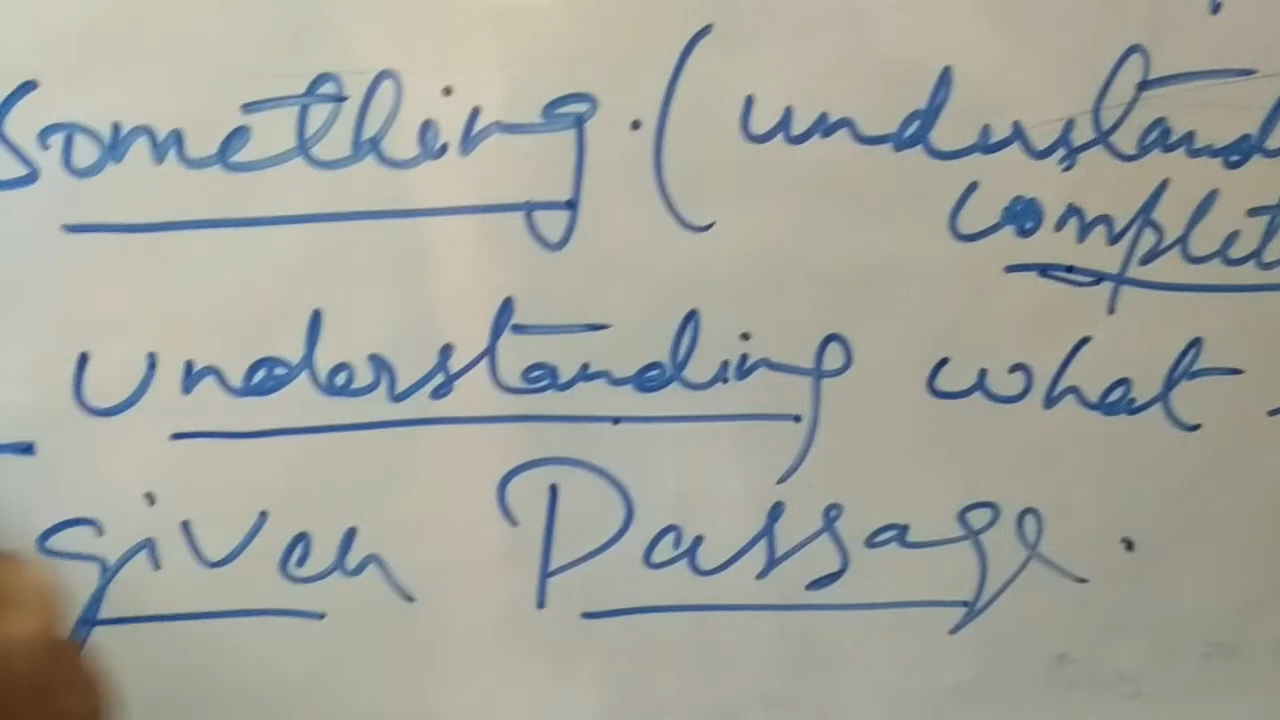 Something. (understand
complet
Understanding what
given Passage.